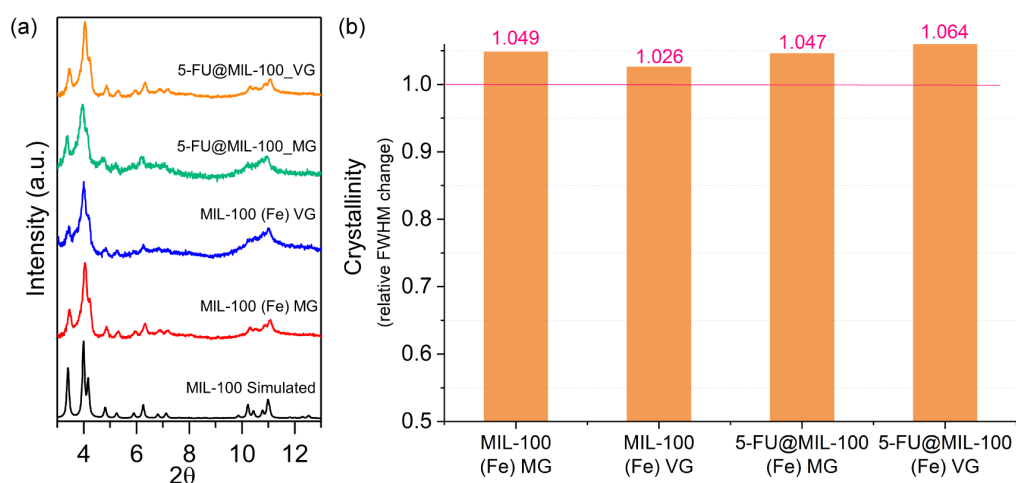 (a)
Intensity (a.u.)
5-FU@MIL-100_VG
5-FU@MIL-100_MG
MIL-100 (Fe) VG
MIL-100 (Fe) MG
MIL-100 Simulated
4 6 8 10 12
2θ
(b)
Crystallinity
(relative FWHM change)
1.0
0.9
0.8
0.7
0.6
0.5
1.049
1.026
1.047
1.064
MIL-100
(Fe) MG
MIL-100
(Fe) VG
5-FU@MIL-100
(Fe) MG
5-FU@MIL-100
(Fe) VG